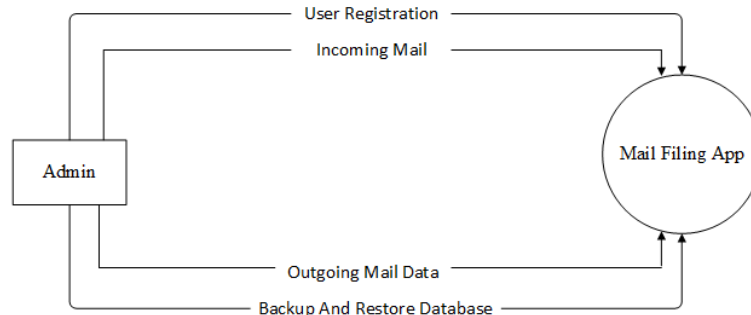 User Registration
Incoming Mail
Admin
Mail Filing App
Outgoing Mail Data
Backup And Restore Database